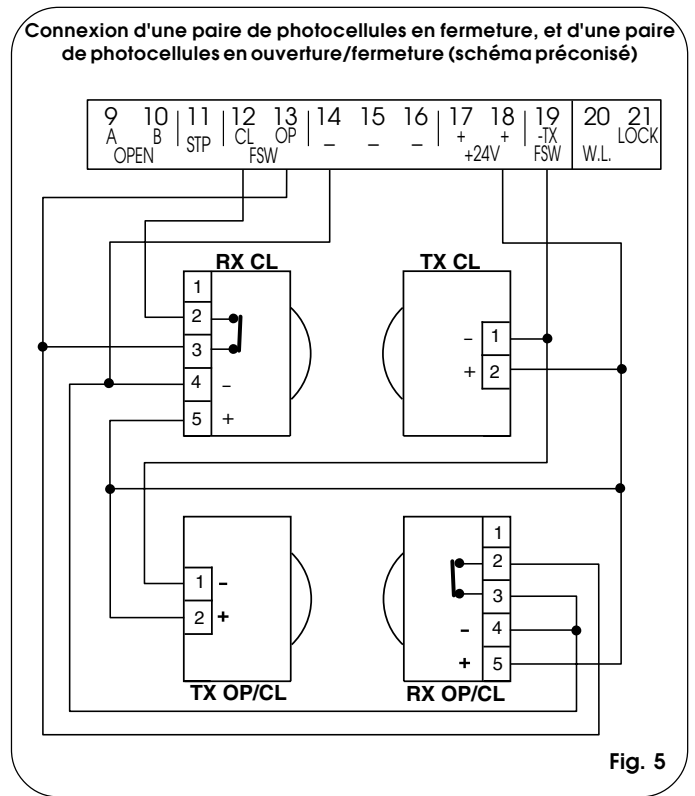 Connexion d'une paire de photocellules en fermeture, et d'une paire
de photocellules en ouverture/fermeture (schéma préconisé)
9 10 11 12 13 14 15 16 17 18 19 20 21
A B STP CL OP _ _ _ + + -TX LOCK
OPEN FSW +24V FSW W.L.
RX CL TX CL
1
2
3
4 –
5 +
– 1
+ 2
1 -
2 +
1
2
3
- 4
+ 5
TX OP/CL RX OP/CL
Fig. 5